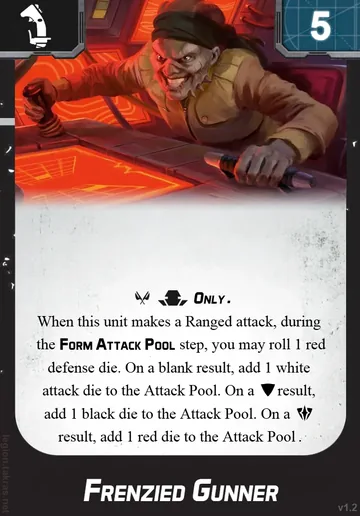 5
ONLY.
When this unit makes a Ranged attack, during
the FORM ATTACK POOL step, you may roll 1 red
defense die. On a blank result, add 1 white
attack die to the Attack Pool. On a result,
add 1 black die to the Attack Pool. On a
result, add 1 red die to the Attack Pool .
FRENZIED GUNNER
legion.takras.net
v1.2